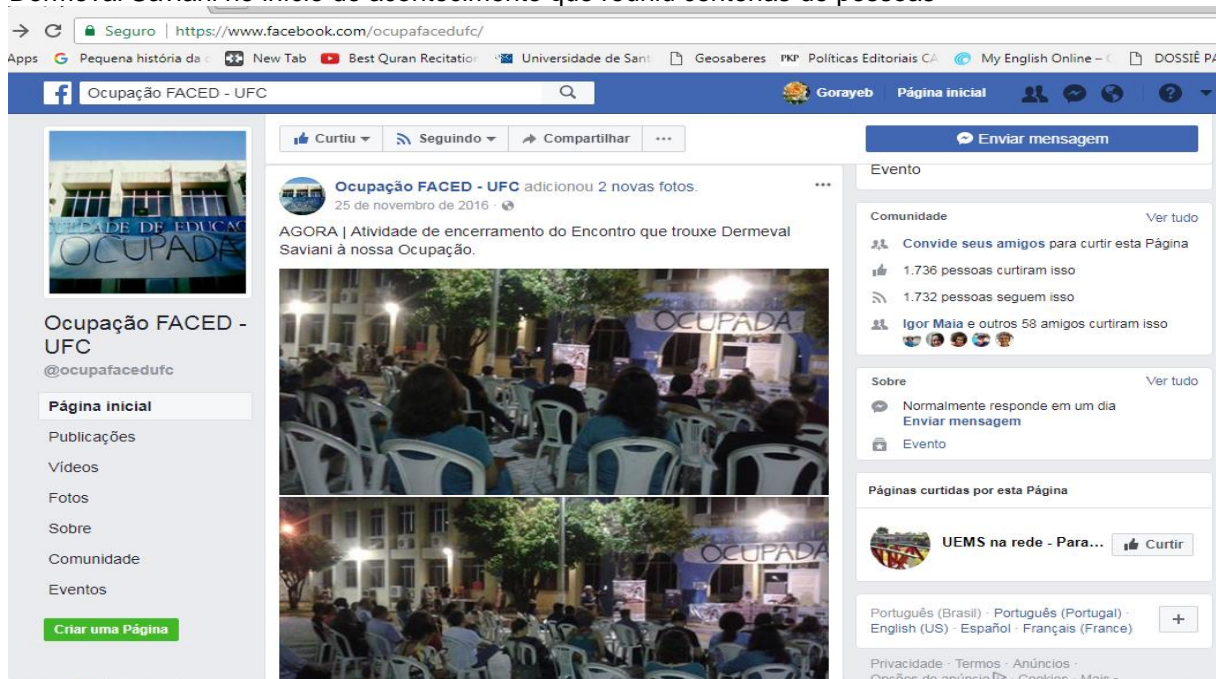 Dermeval Saviani no início do acontecimento que reuniu centenas de pessoas
Seguro | https://www.facebook.com/ocupafacedufc/
Apps Pequena história da New Tab Best Quran Recitation Universidade de Sant Geosaberes PKP Políticas Editoriais CA My English Online – DOSSIÊ PA
Ocupação FACED - UFC
Gorayeb Página inicial
Curtiu Seguindo Compartilhar ...
Enviar mensagem
OCUPADA
Ocupação FACED - UFC
@ocupafacedufc
Página inicial
Publicações
Vídeos
Fotos
Sobre
Comunidade
Eventos
Criar uma Página
Ocupação FACED - UFC adicionou 2 novas fotos.
25 de novembro de 2016 ·
AGORA | Atividade de encerramento do Encontro que trouxe Dermeval
Saviani à nossa Ocupação.
OCUPADA
OCUPADA
Evento
Comunidade Ver tudo
Convide seus amigos para curtir esta Página
1.736 pessoas curtiram isso
1.732 pessoas seguem isso
Igor Maia e outros 58 amigos curtiram isso
Sobre Ver tudo
Normalmente responde em um dia
Enviar mensagem
Evento
Páginas curtidas por esta Página
UEMS na rede - Para... Curtir
Português (Brasil) · Português (Portugal) ·
English (US) · Español · Français (France)
+
Privacidade · Termos · Anúncios ·
Opções de anúncio · Cookies · Mais